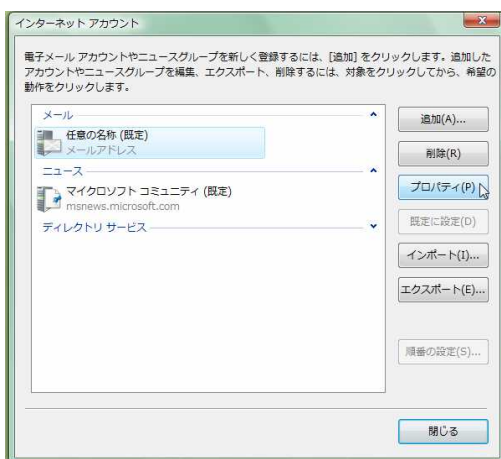 インターネット アカウント
電子メール アカウントやニュースグループを新しく登録するには、[追加] をクリックします。追加した
アカウントやニュースグループを編集、エクスポート、削除するには、対象をクリックしてから、希望の
動作をクリックします。
メール
任意の名称 (既定)
メールアドレス
ニュース
マイクロソフト コミュニティ (既定)
msnews.microsoft.com
ディレクトリ サービス
追加(A)...
削除(R)
プロパティ(P)
既定に設定(D)
インポート(I)...
エクスポート(E)...
順番の設定(S)...
閉じる